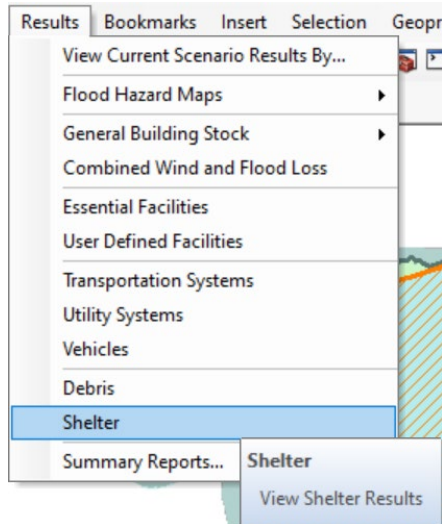 Results Bookmarks Insert Selection
View Current Scenario Results By...
Flood Hazard Maps
General Building Stock
Combined Wind and Flood Loss
Essential Facilities
User Defined Facilities
Transportation Systems
Utility Systems
Vehicles
Debris
Shelter
Summary Reports...
Shelter
View Shelter Results